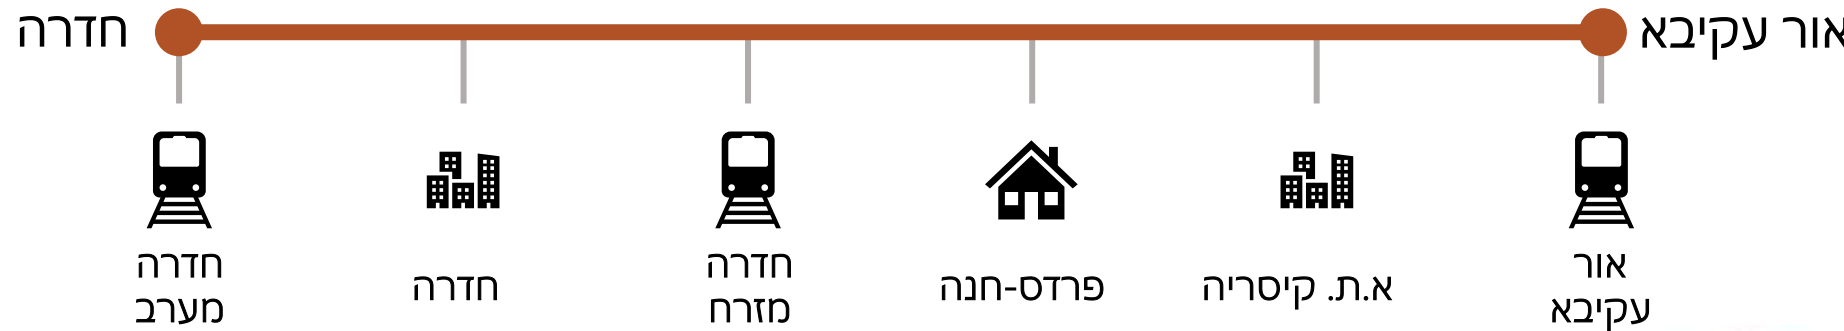 אור עקיבא
חדרה
אור
עקיבא
א.ת. קיסריה
פרדס-חנה
חדרה
מזרח
חדרה
חדרה
מערב